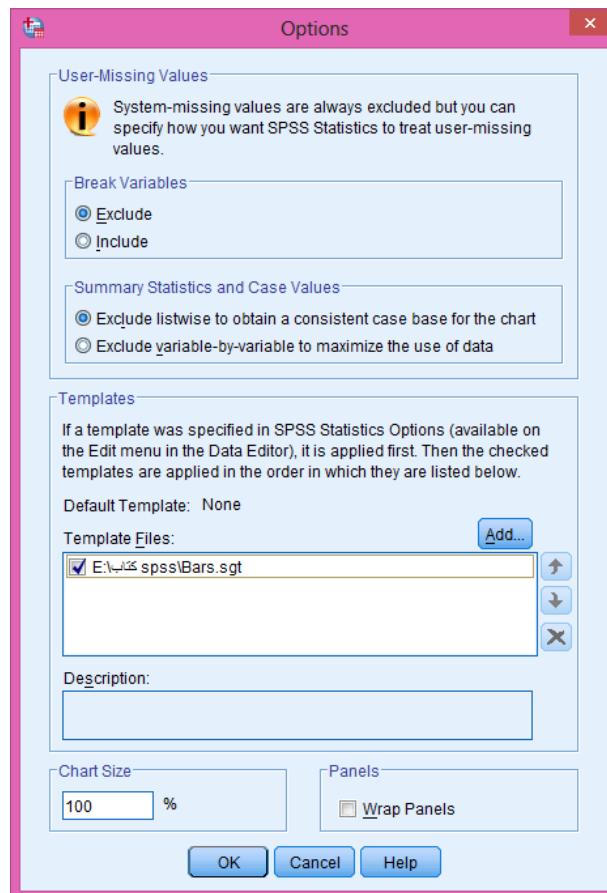 Options
User-Missing Values
System-missing values are always excluded but you can
specify how you want SPSS Statistics to treat user-missing
values.
Break Variables
Exclude
Include
Summary Statistics and Case Values
Exclude listwise to obtain a consistent case base for the chart
Exclude variable-by-variable to maximize the use of data
Templates
If a template was specified in SPSS Statistics Options (available on
the Edit menu in the Data Editor), it is applied first. Then the checked
templates are applied in the order in which they are listed below.
Default Template: None
Template Files:
Add...
E:\كتاب spss\Bars.sgt
Description:
Chart Size
100 %
Panels
Wrap Panels
OK Cancel Help